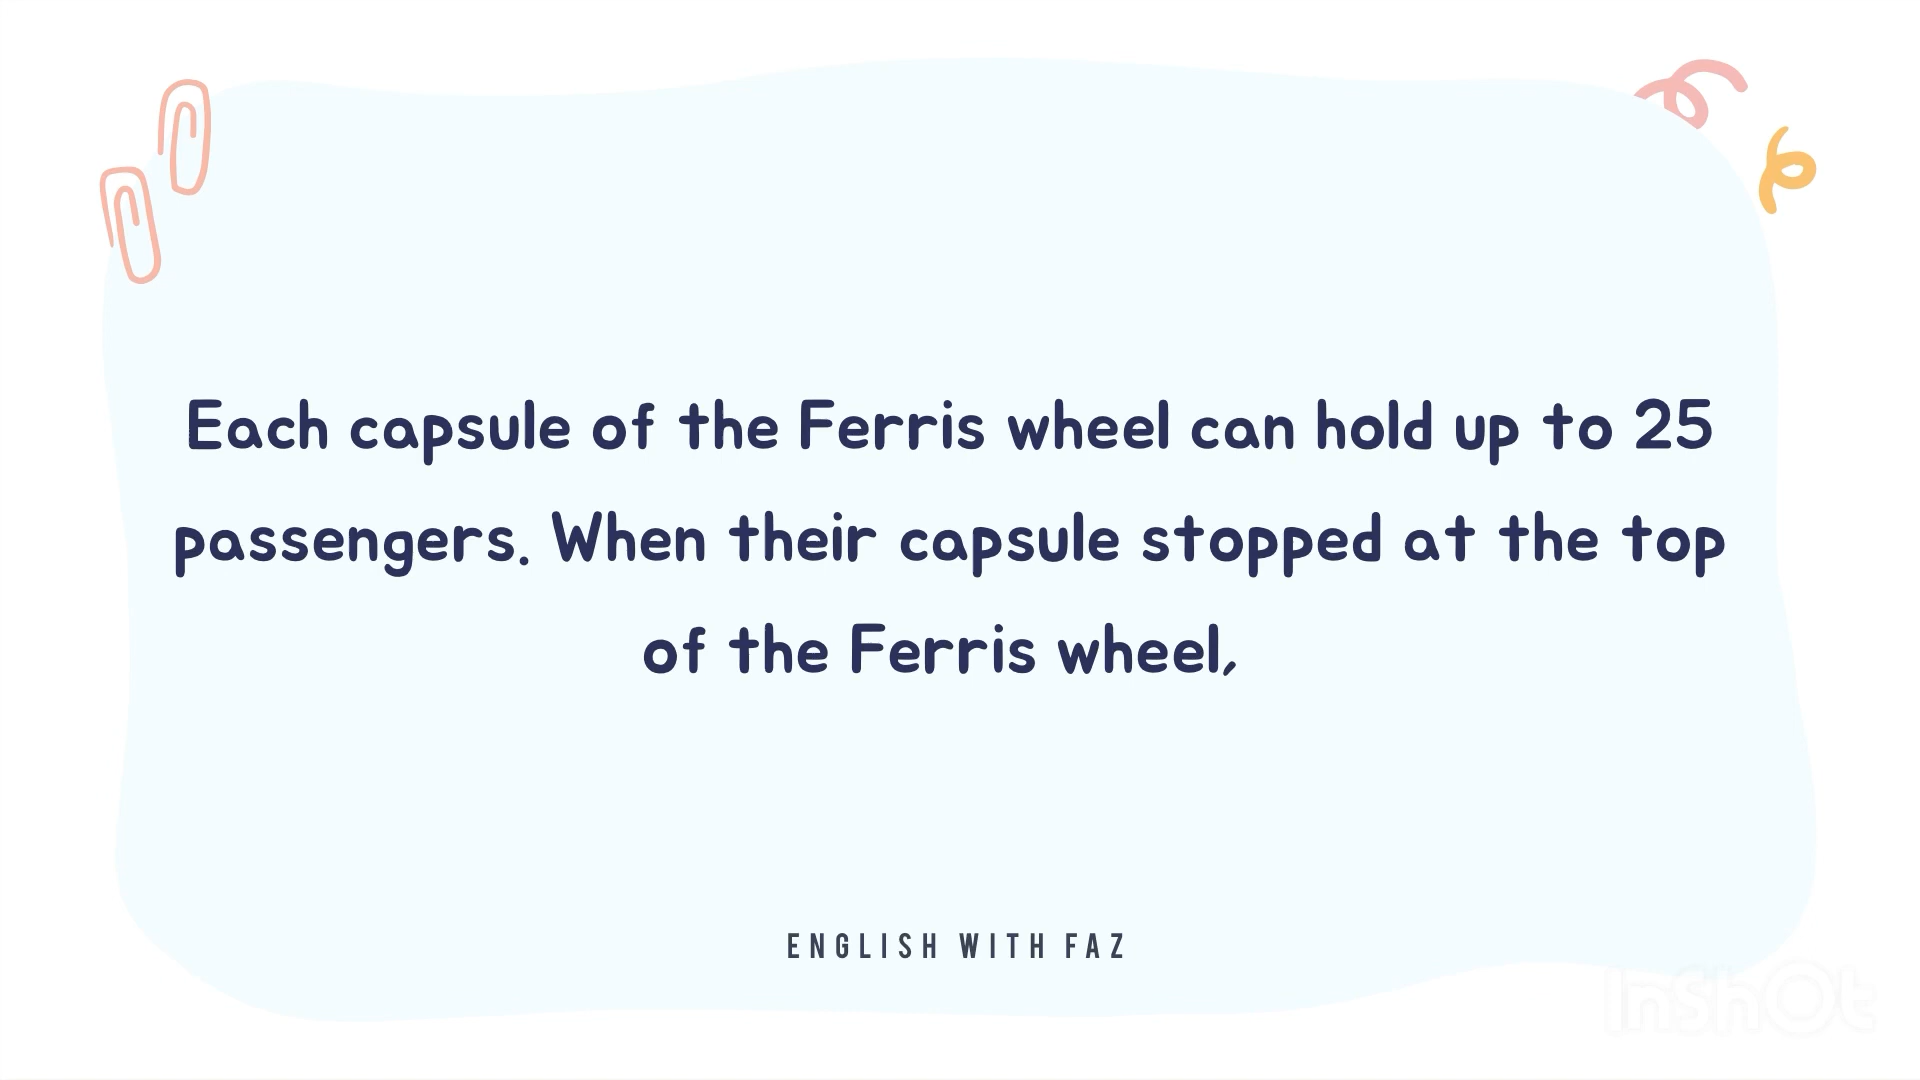 Each capsule of the Ferris wheel can hold up to 25
passengers. When their capsule stopped at the top
of the Ferris wheel,
ENGLISH WITH FAZ
InShOt